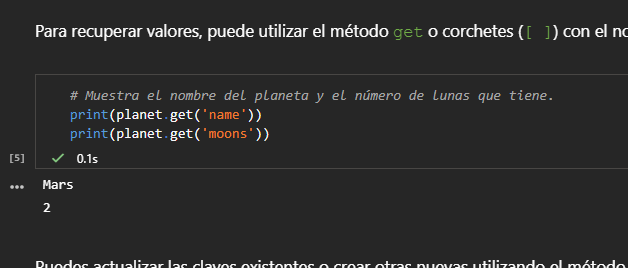 Para recuperar valores, puede utilizar el método get o corchetes ([ ]) con el
# Muestra el nombre del planeta y el número de lunas que tiene.
print(planet.get('name'))
print(planet.get('moons'))
[5] 0.1s
Mars
2
Puedes actualizar las claves existentes o crear otras nuevas utilizando el método